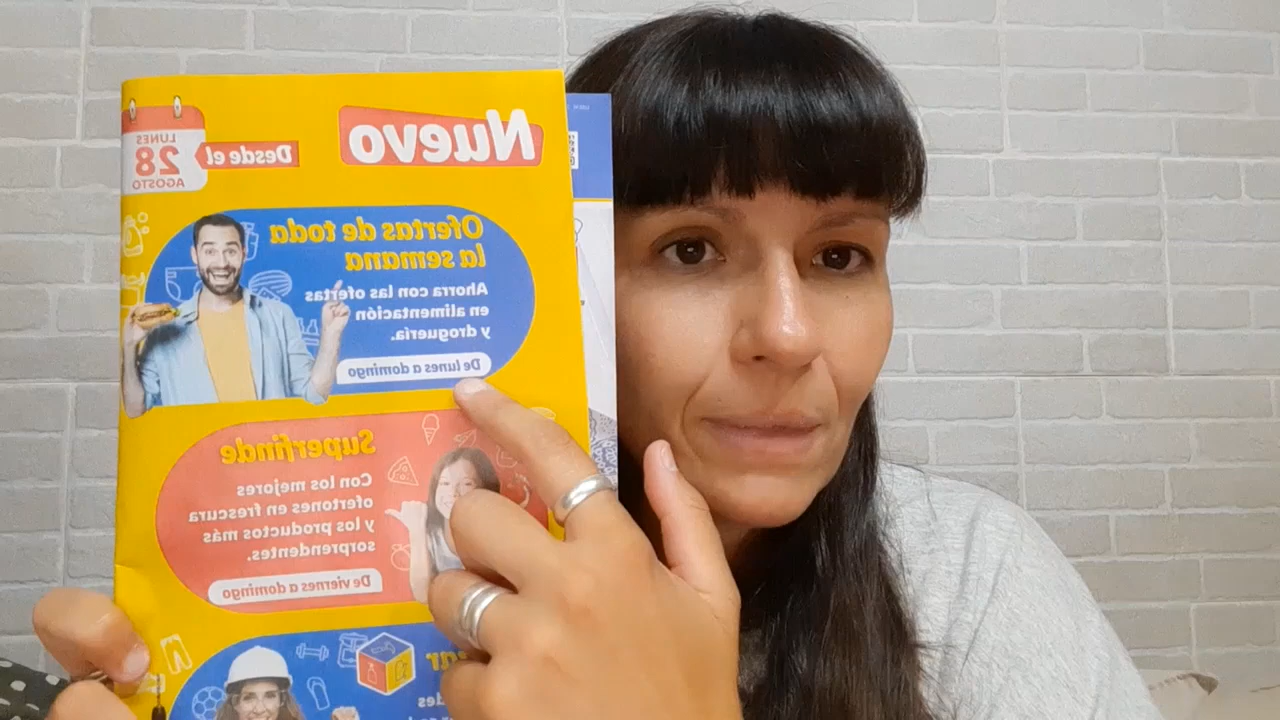 Nuevo
Desde el
LUNES
28
AGOSTO
Ofertas de toda
la semana
Ahorra con las ofertas
en alimentación
y droguería.
De lunes a domingo
Superfinde
Con los mejores
ofertones en frescura
y los productos más
sorprendentes.
De viernes a domingo